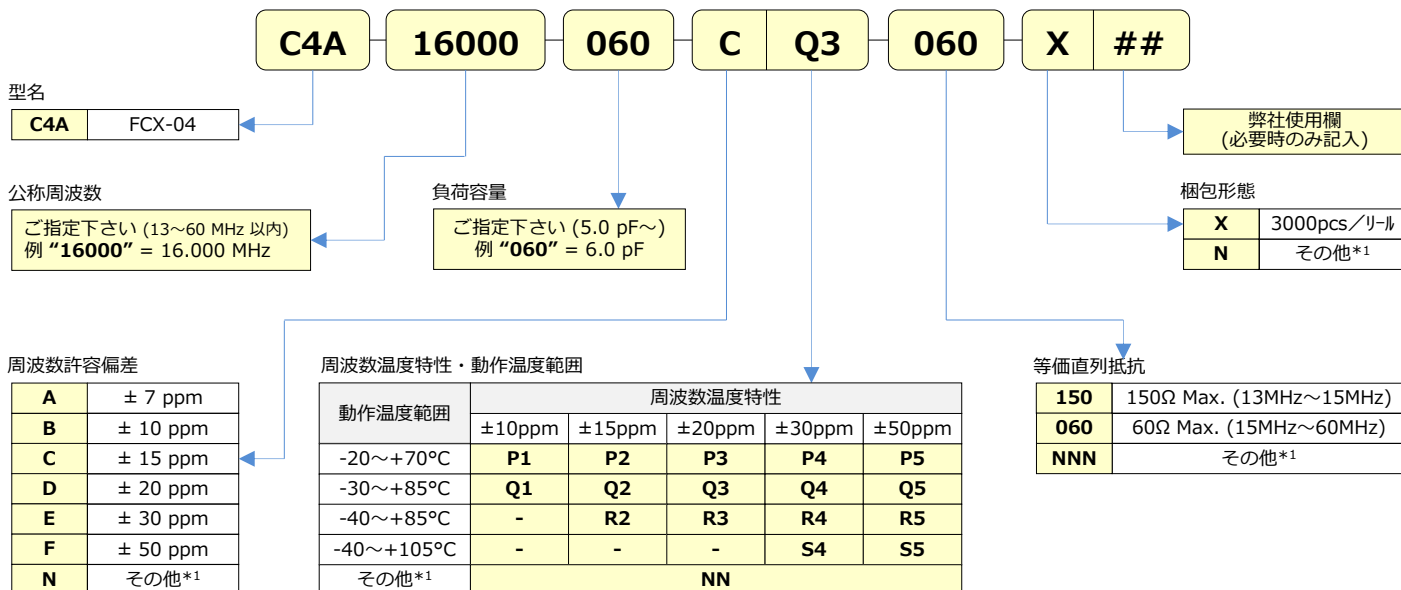 C4A 16000 060 C Q3 060 X ##
型名
C4A FCX-04
弊社使用欄
(必要時のみ記入)
公称周波数
ご指定下さい (13～60 MHz 以内)
例 “16000” = 16.000 MHz
負荷容量
ご指定下さい (5.0 pF～)
例 “060” = 6.0 pF
梱包形態
X 3000pcs／ﾘｰﾙ
N その他*1
周波数許容偏差
A ± 7 ppm
B ± 10 ppm
C ± 15 ppm
D ± 20 ppm
E ± 30 ppm
F ± 50 ppm
N その他*1
周波数温度特性・動作温度範囲
動作温度範囲 周波数温度特性
±10ppm ±15ppm ±20ppm ±30ppm ±50ppm
-20～+70°C P1 P2 P3 P4 P5
-30～+85°C Q1 Q2 Q3 Q4 Q5
-40～+85°C - R2 R3 R4 R5
-40～+105°C - - - S4 S5
その他*1 NN
等価直列抵抗
150 150Ω Max. (13MHz～15MHz)
060 60Ω Max. (15MHz～60MHz)
NNN その他*1